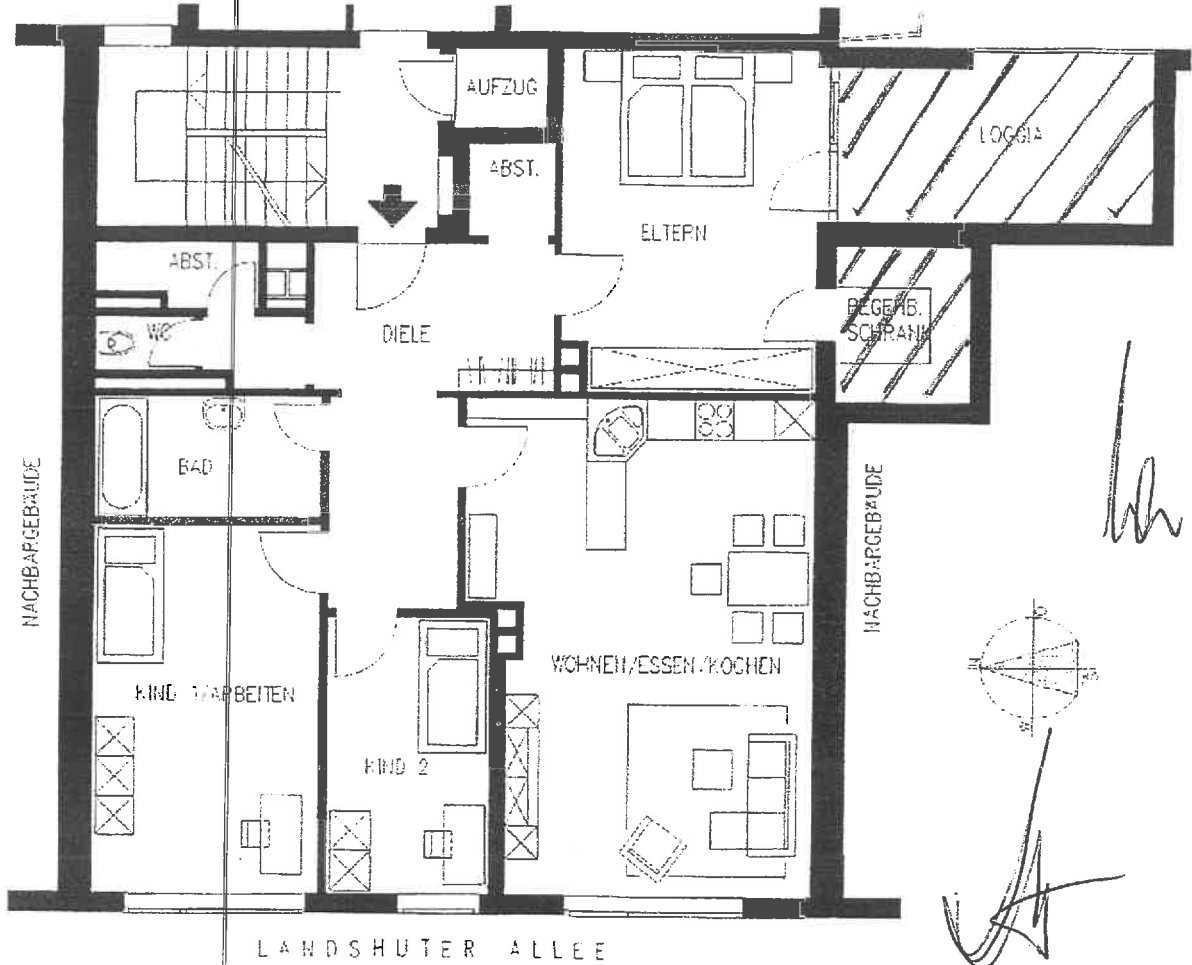 AUFZUG
LOGGIA
ABST.
ELTERN
ABST.
WC
DIELE
BEGEHB.
SCHRANK
BAD
NACHBARGEBÄUDE
NACHBARGEBÄUDE
WOHNEN/ESSEN/KOCHEN
KIND 1/ARBEITEN
KIND 2
LANDSHUTER ALLEE